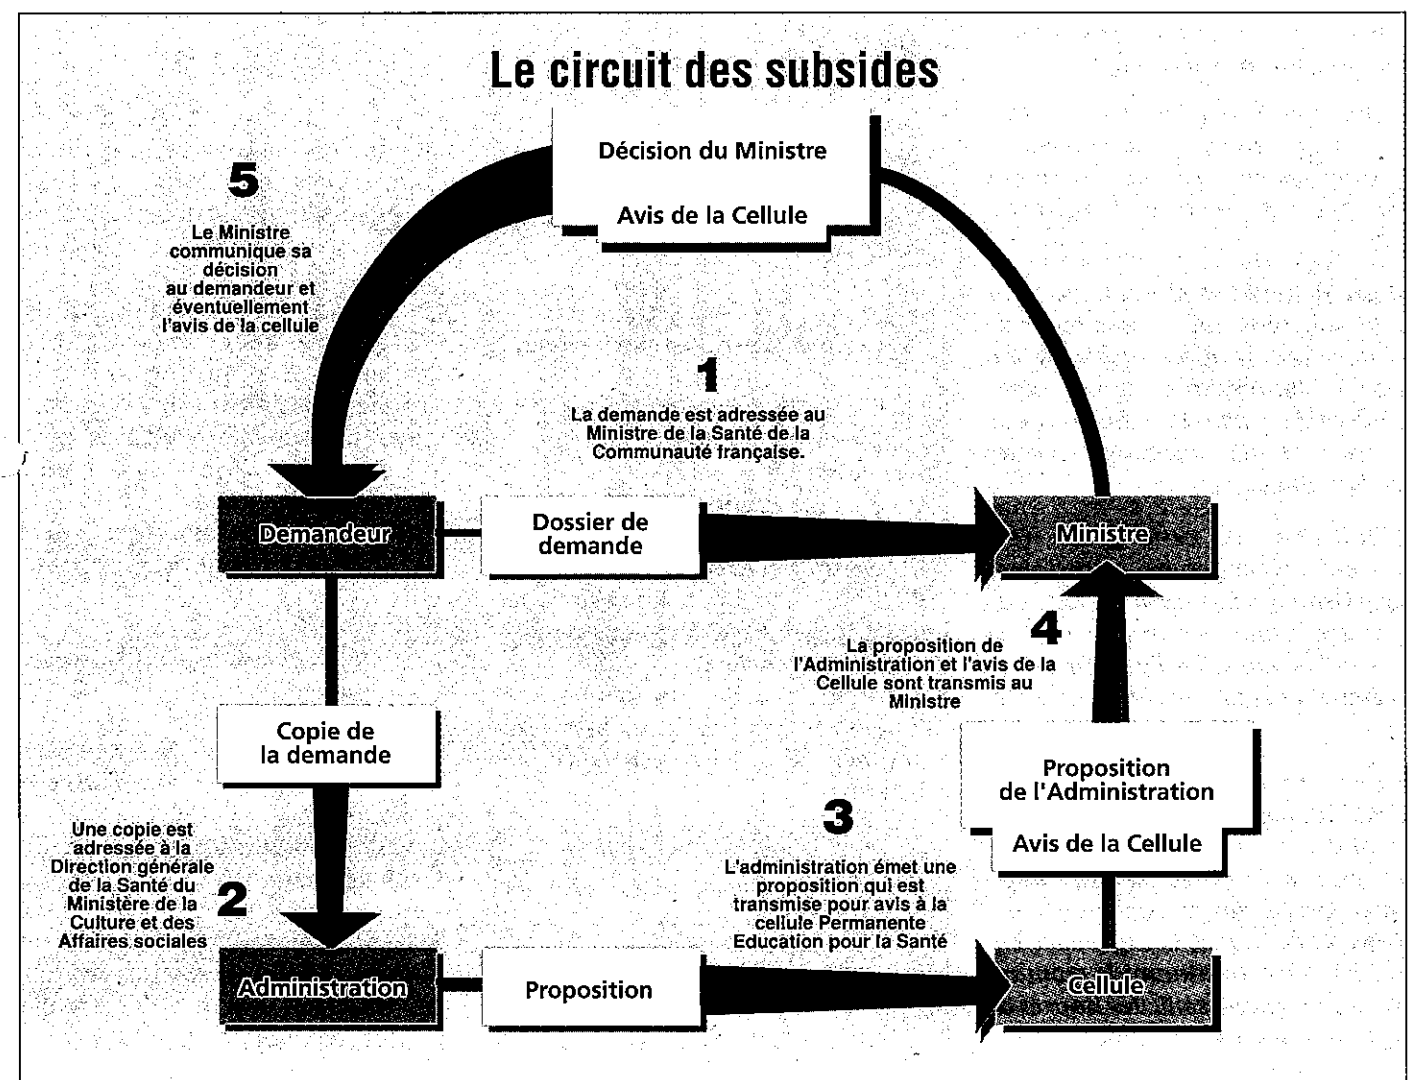 Le circuit des subsides
Décision du Ministre
Avis de la Cellule
5
Le Ministre
communique sa
décision
au demandeur et
éventuellement
l'avis de la cellule
1
La demande est adressée au
Ministre de la Santé de la
Communauté française.
Demandeur
Dossier de
demande
Ministre
4
La proposition de
l'Administration et l'avis de la
Cellule sont transmis au
Ministre
Copie de
la demande
Proposition
de l'Administration
Avis de la Cellule
Une copie est
adressée à la
Direction générale
de la Santé du
Ministère de la
Culture et des
Affaires sociales
2
3
L'administration émet une
proposition qui est
transmise pour avis à la
cellule Permanente
Education pour la Santé
Administration
Proposition
Cellule